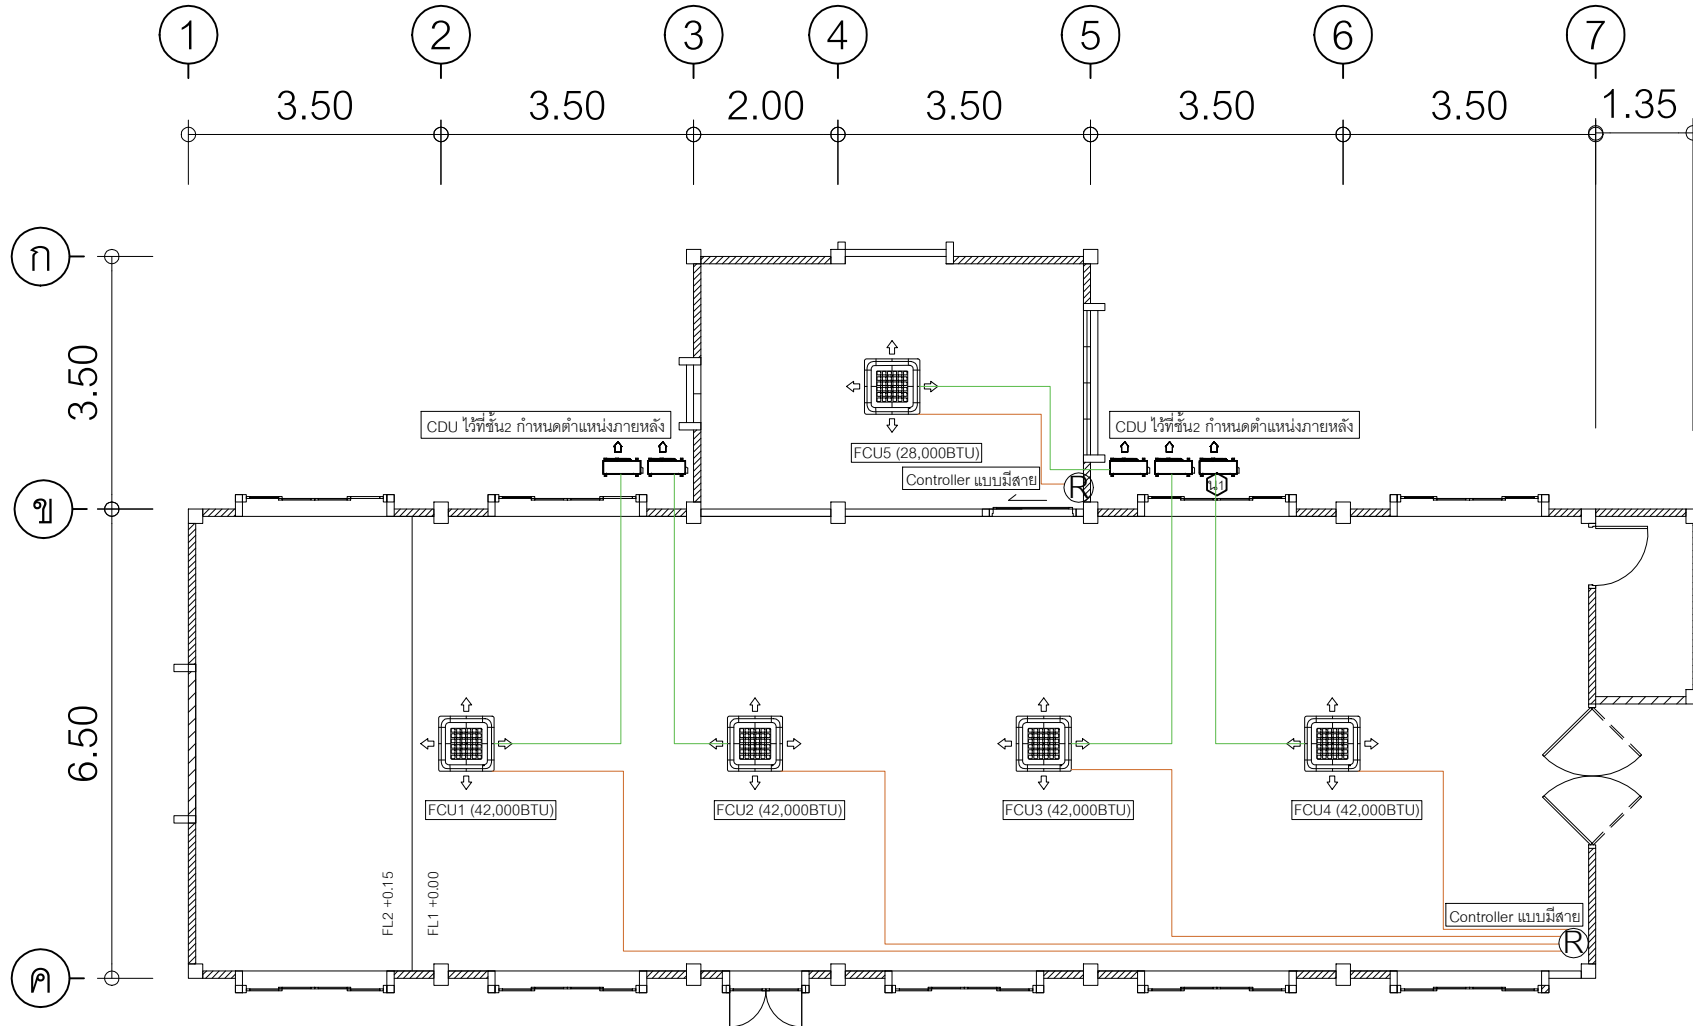 1 2 3 4 5 6 7
3.50 3.50 2.00 3.50 3.50 3.50 1.35
ก
3.50
CDU ไว้ที่ชั้น2 กำหนดตำแหน่งภายหลัง
CDU ไว้ที่ชั้น2 กำหนดตำแหน่งภายหลัง
FCU5 (28,000BTU)
Controller แบบมีสาย
R
น1
ข
6.50
FCU1 (42,000BTU)
FCU2 (42,000BTU)
FCU3 (42,000BTU)
FCU4 (42,000BTU)
FL2 +0.15
FL1 +0.00
Controller แบบมีสาย
R
ค